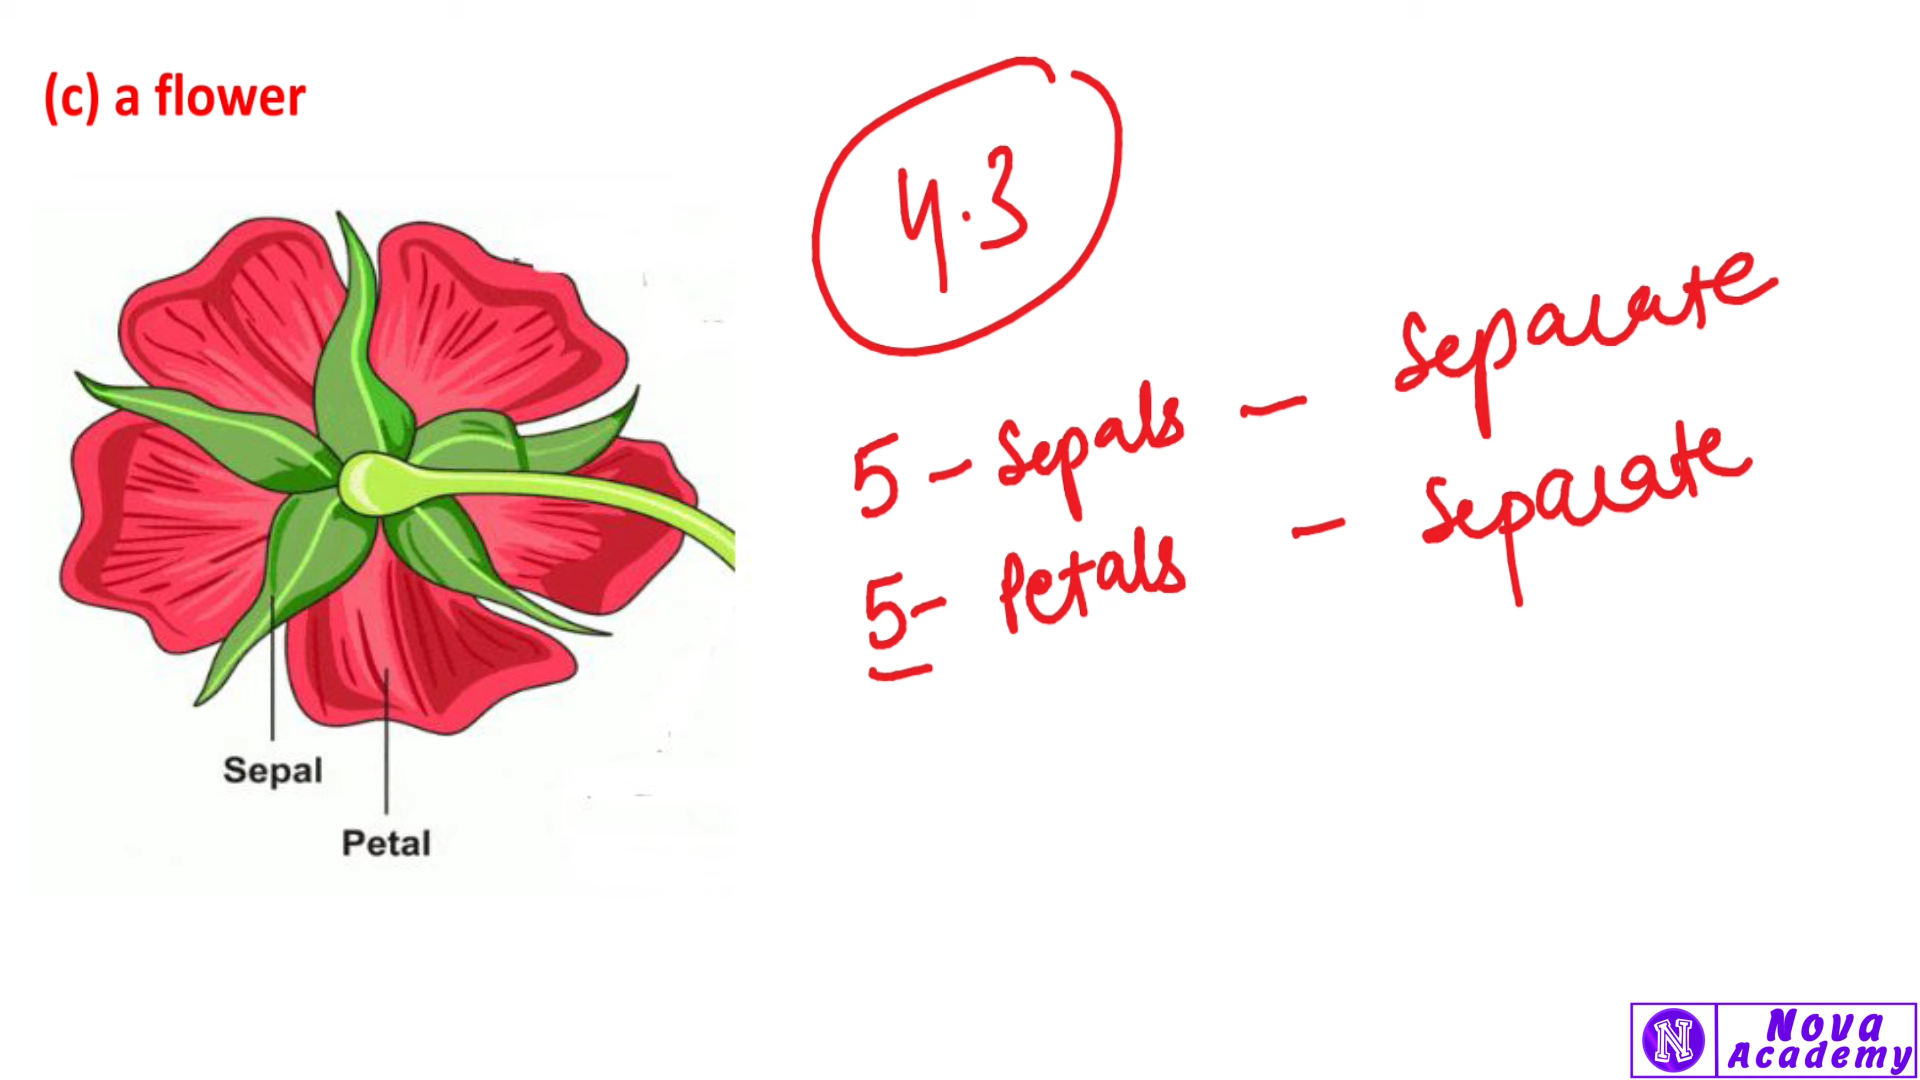 (c) a flower
4.3
5 - Sepals - Separate
5 - Petals - Separate
Sepal
Petal
N
Nova
Academy